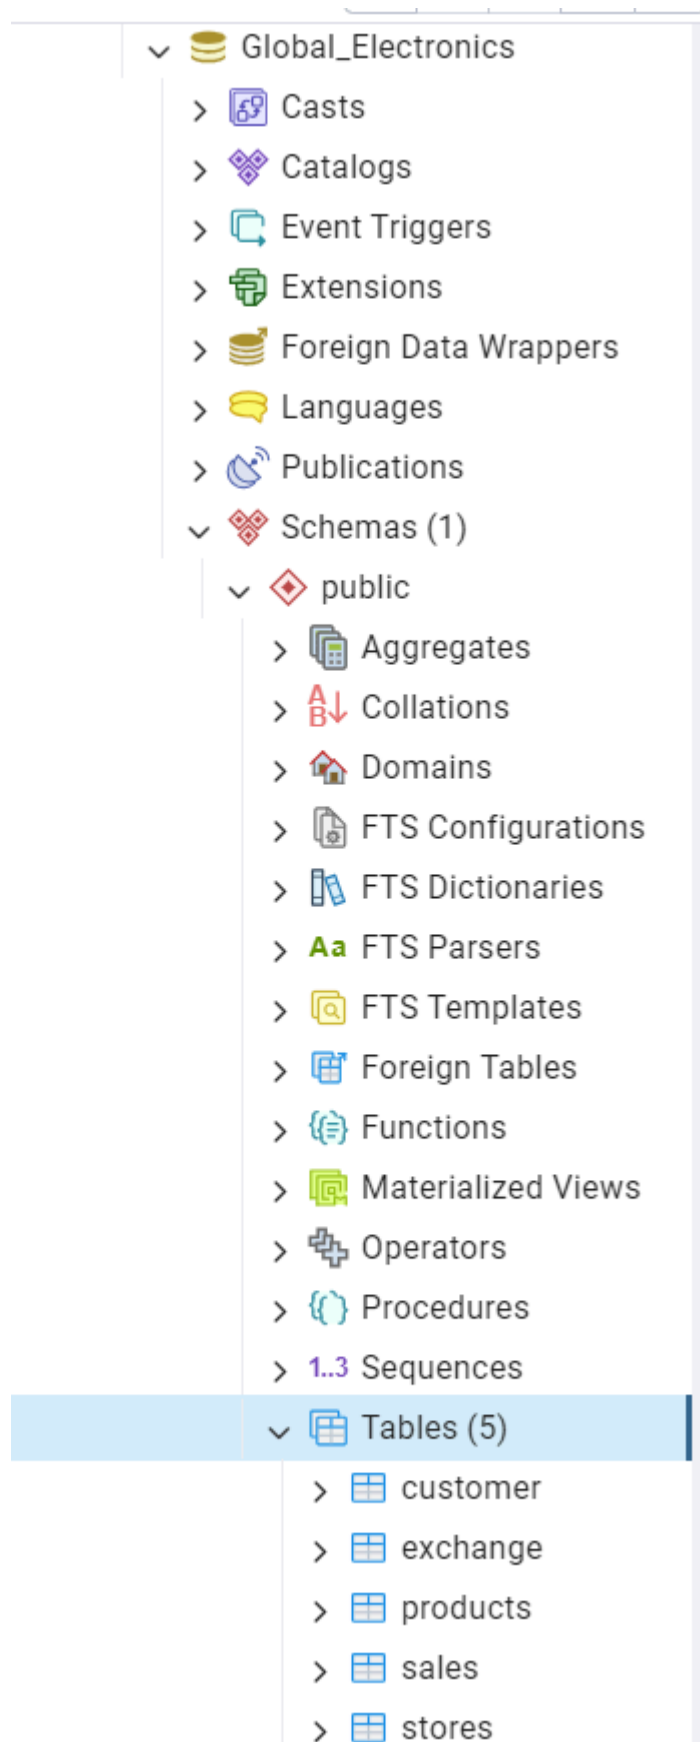 Global_Electronics
Casts
Catalogs
Event Triggers
Extensions
Foreign Data Wrappers
Languages
Publications
Schemas (1)
public
Aggregates
A
B Collations
Domains
FTS Configurations
FTS Dictionaries
Aa FTS Parsers
FTS Templates
Foreign Tables
Functions
Materialized Views
Operators
Procedures
1..3 Sequences
Tables (5)
customer
exchange
products
sales
stores